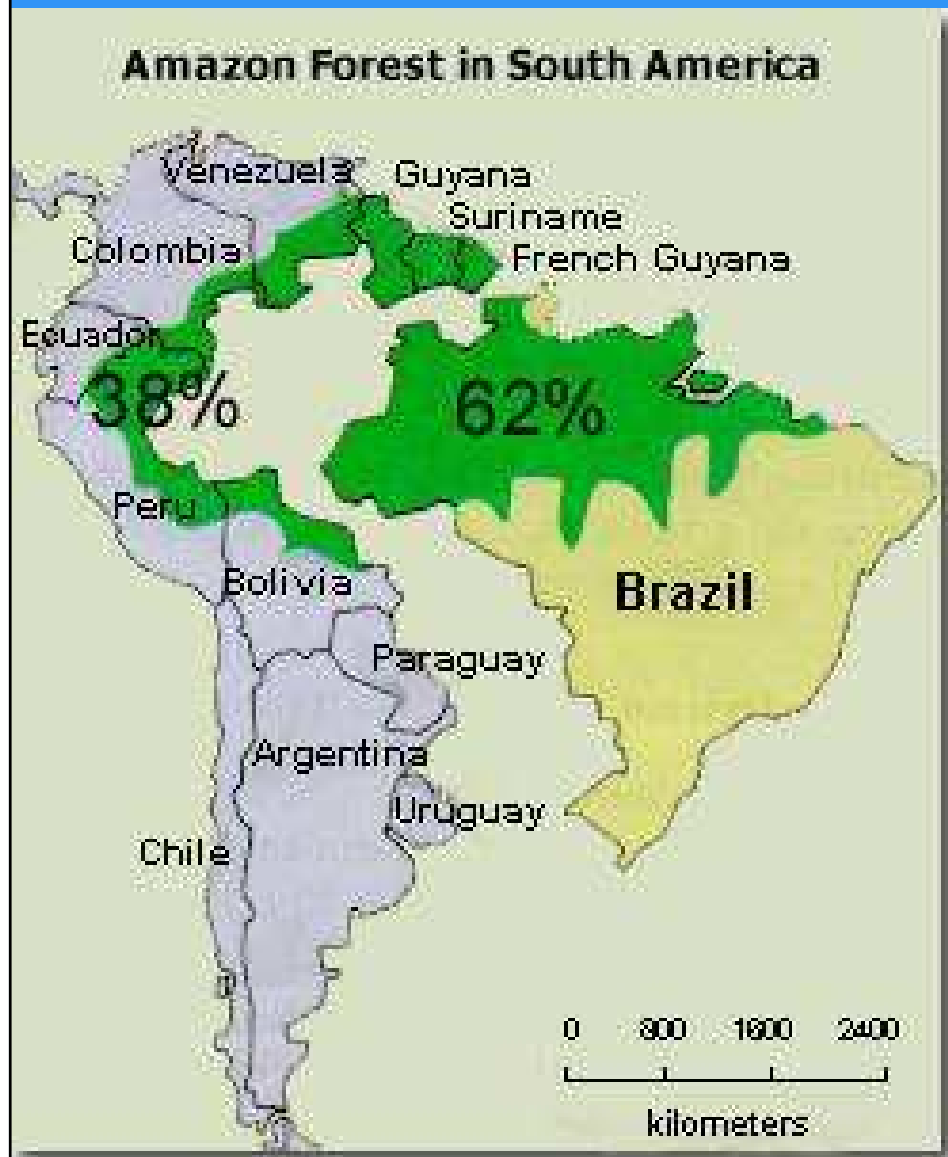 Amazon Forest in South America
Venezuela
Guyana
Suriname
Colombia
French Guyana
Ecuador
38%
62%
Peru
Bolivia
Brazil
Paraguay
Argentina
Uruguay
Chile
0 800 1600 2400
kilometers